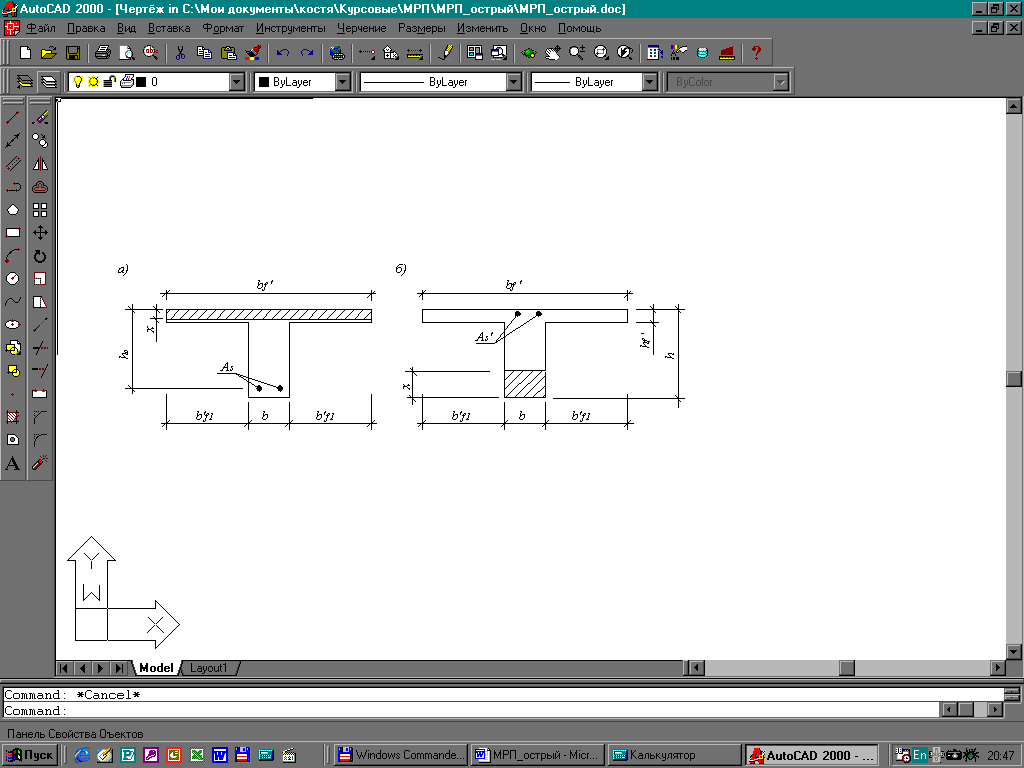 AutoCAD 2000 - [Чертёж in C:\Мои документы\костя\Курсовые\МРП\МРП_острый\МРП_острый.doc]
Файл Правка Вид Вставка Формат Инструменты Черчение Размеры Изменить Окно Помощь
0 ByLayer ByLayer ByLayer ByColor
а) б)
bf' bf'
x h₀ As b'f1 b b'f1
As' x hf' h b'f1 b b'f1
Y
W
X
A
Model Layout1
Command: *Cancel*
Command:
Панель Свойства Оъектов
Пуск Windows Commande... МРП_острый - Micr... Калькулятор AutoCAD 2000 - ... En 20:47